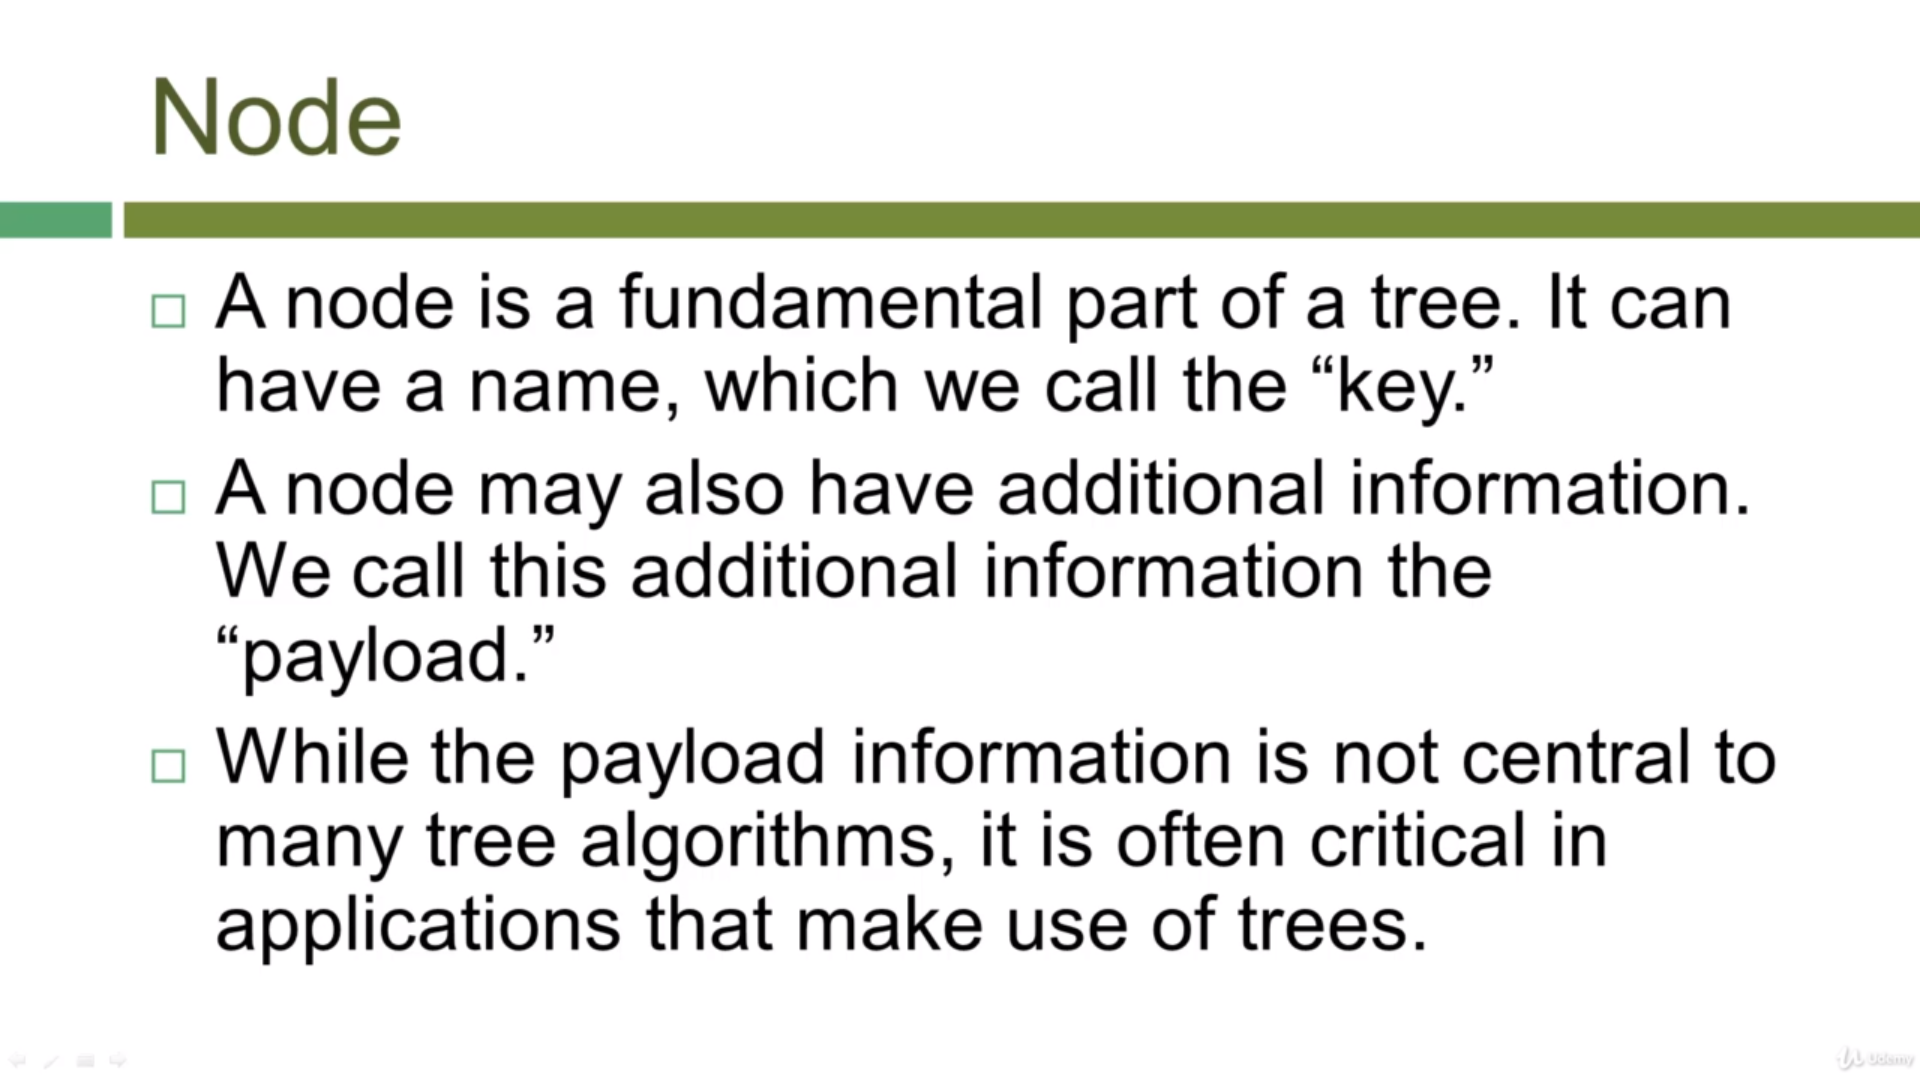 Node
A node is a fundamental part of a tree. It can
have a name, which we call the “key.”
A node may also have additional information.
We call this additional information the
“payload.”
While the payload information is not central to
many tree algorithms, it is often critical in
applications that make use of trees.
Udemy